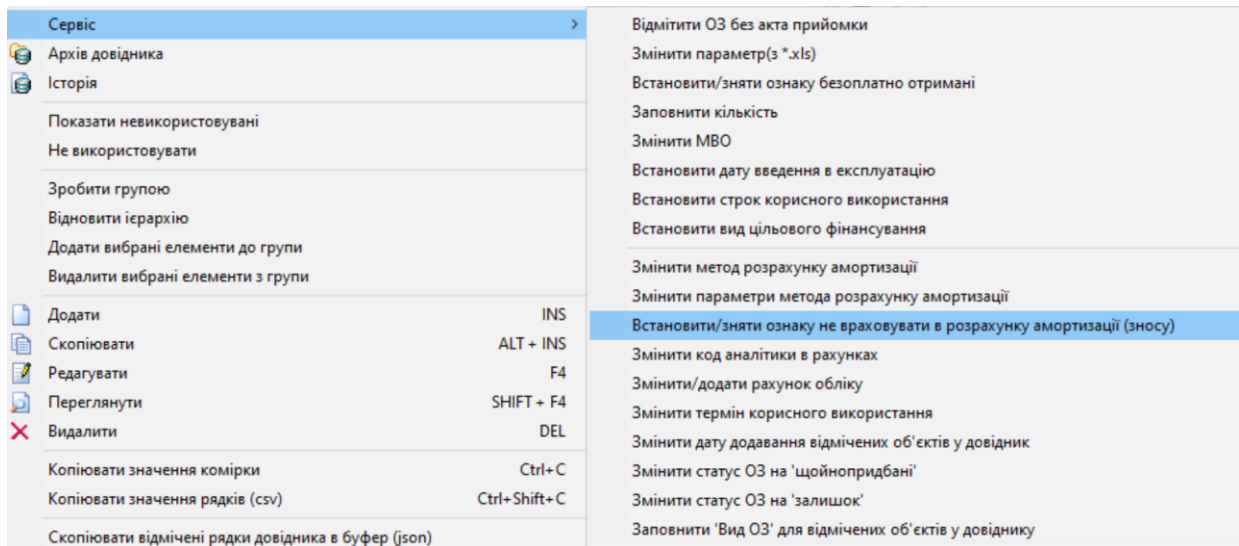 Сервіс >
Архів довідника
Історія
Показати невикористовувані
Не використовувати
Зробити групою
Відновити ієрархію
Додати вибрані елементи до групи
Видалити вибрані елементи з групи
Додати INS
Скопіювати ALT + INS
Редагувати F4
Переглянути SHIFT + F4
Видалити DEL
Копіювати значення комірки Ctrl+C
Копіювати значення рядків (csv) Ctrl+Shift+C
Скопіювати відмічені рядки довідника в буфер (json)
Відмітити ОЗ без акта прийомки
Змінити параметр(з *.xls)
Встановити/зняти ознаку безоплатно отримані
Заповнити кількість
Змінити МВО
Встановити дату введення в експлуатацію
Встановити строк корисного використання
Встановити вид цільового фінансування
Змінити метод розрахунку амортизації
Змінити параметри метода розрахунку амортизації
Встановити/зняти ознаку не враховувати в розрахунку амортизації (зносу)
Змінити код аналітики в рахунках
Змінити/додати рахунок обліку
Змінити термін корисного використання
Змінити дату додавання відмічених об'єктів у довідник
Змінити статус ОЗ на 'щойнопридбані'
Змінити статус ОЗ на 'залишок'
Заповнити 'Вид ОЗ' для відмічених об'єктів у довіднику